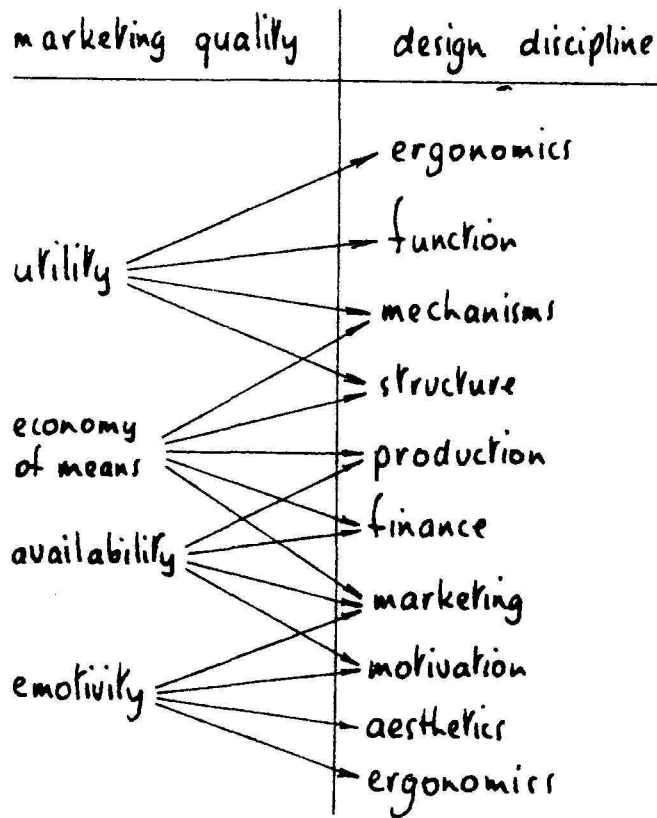 marketing quality
design discipline
ergonomics
function
utility
mechanisms
structure
economy
of means
production
finance
availability
marketing
motivation
emotivity
aesthetics
ergonomics